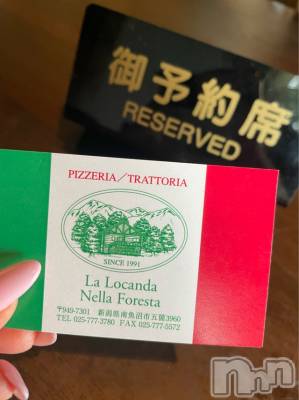 御予約席
RESERVED
PIZZERIA/TRATTORIA
SINCE 1991
La Locanda
Nella Foresta
〒949-7301 新潟県南魚沼市五箇3960
TEL 025-777-3780 FAX 025-777-5572
nnn